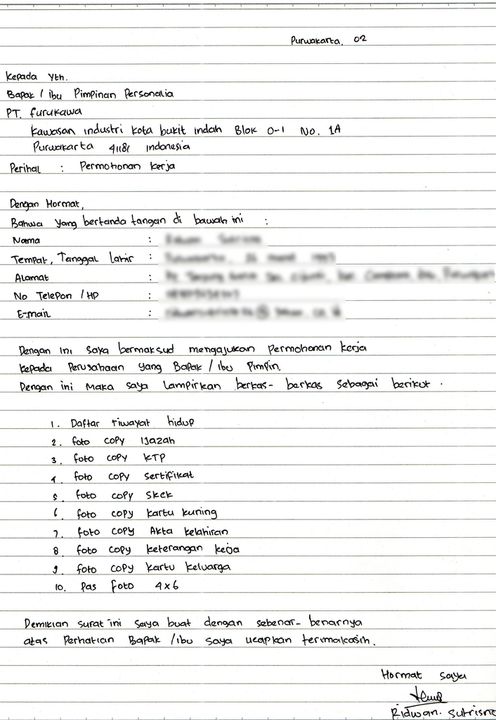 Purwakarta, 02
Kepada Yth.
Bapak / ibu Pimpinan Personalia
PT. furukawa
Kawasan industri kota bukit indah Blok O-1 No. 1A
Purwakarta 41181 indonesia
Perihal : Permohonan kerja
Dengan Hormat,
Bahwa yang bertanda tangan di bawah ini :
Nama :
Tempat, Tanggal Lahir :
Alamat :
No Telepon / HP :
E-mail :
Dengan ini saya bermaksud mengajukan Permohonan kerja
kepada Perusahaan yang Bapak / ibu Pimpin.
Dengan ini Maka saya lampirkan berkas - berkas sebagai berikut .
1. Daftar riwayat hidup
2. foto copy Ijazah
3. foto copy KTP
4. foto copy sertifikat
5. foto copy skck
6. foto copy kartu kuning
7. foto copy Akta kelahiran
8. foto copy keterangan kerja
9. foto copy kartu keluarga
10. Pas foto 4x6
Demikian surat ini saya buat dengan sebenar - benarnya
atas Perhatian Bapak / ibu saya ucapkan terimakasih.
Hormat saya
Ridwan. Sutrisno